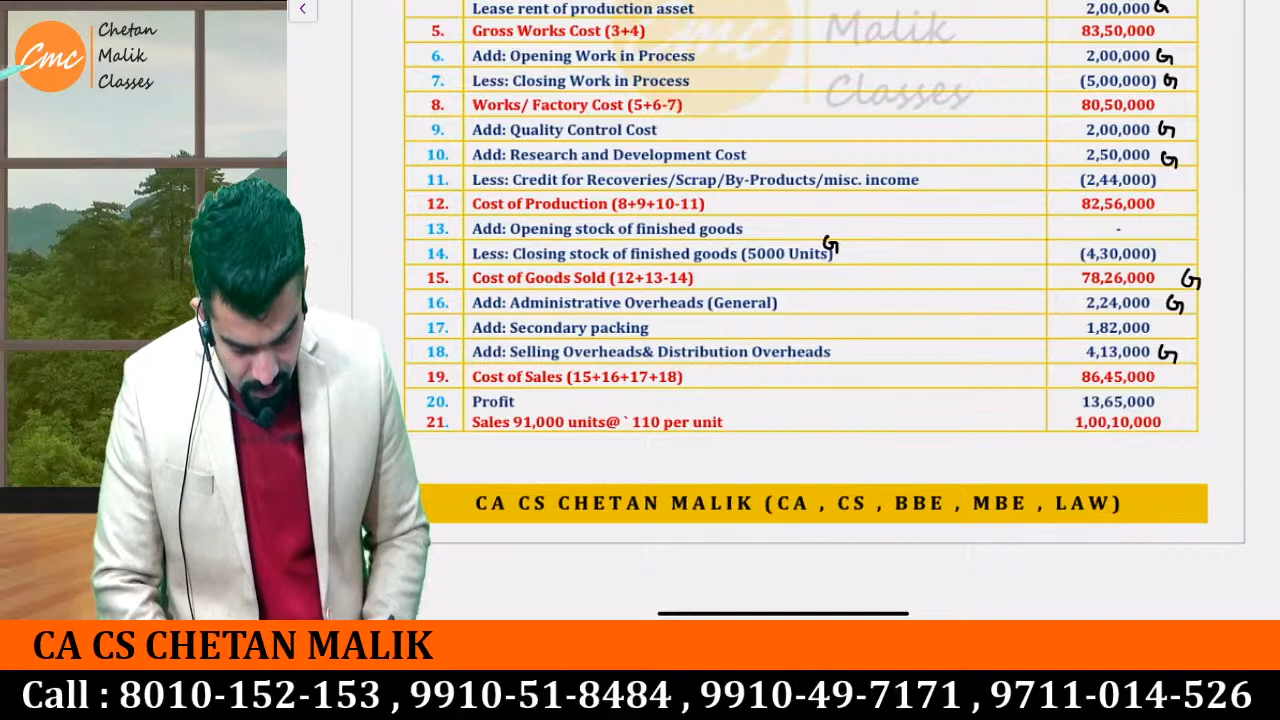 Cmc
Chetan
Malik
Classes
Malik
Classes
Lease rent of production asset 2,00,000 G
5. Gross Works Cost (3+4) 83,50,000
6. Add: Opening Work in Process 2,00,000 G
7. Less: Closing Work in Process (5,00,000) G
8. Works/ Factory Cost (5+6-7) 80,50,000
9. Add: Quality Control Cost 2,00,000 G
10. Add: Research and Development Cost 2,50,000 G
11. Less: Credit for Recoveries/Scrap/By-Products/misc. income (2,44,000)
12. Cost of Production (8+9+10-11) 82,56,000
13. Add: Opening stock of finished goods -
14. Less: Closing stock of finished goods (5000 Units) G (4,30,000)
15. Cost of Goods Sold (12+13-14) 78,26,000 G
16. Add: Administrative Overheads (General) 2,24,000 G
17. Add: Secondary packing 1,82,000
18. Add: Selling Overheads& Distribution Overheads 4,13,000 G
19. Cost of Sales (15+16+17+18) 86,45,000
20. Profit 13,65,000
21. Sales 91,000 units@ ` 110 per unit 1,00,10,000
CA CS CHETAN MALIK (CA , CS , BBE , MBE , LAW)
CA CS CHETAN MALIK
Call : 8010-152-153 , 9910-51-8484 , 9910-49-7171 , 9711-014-526